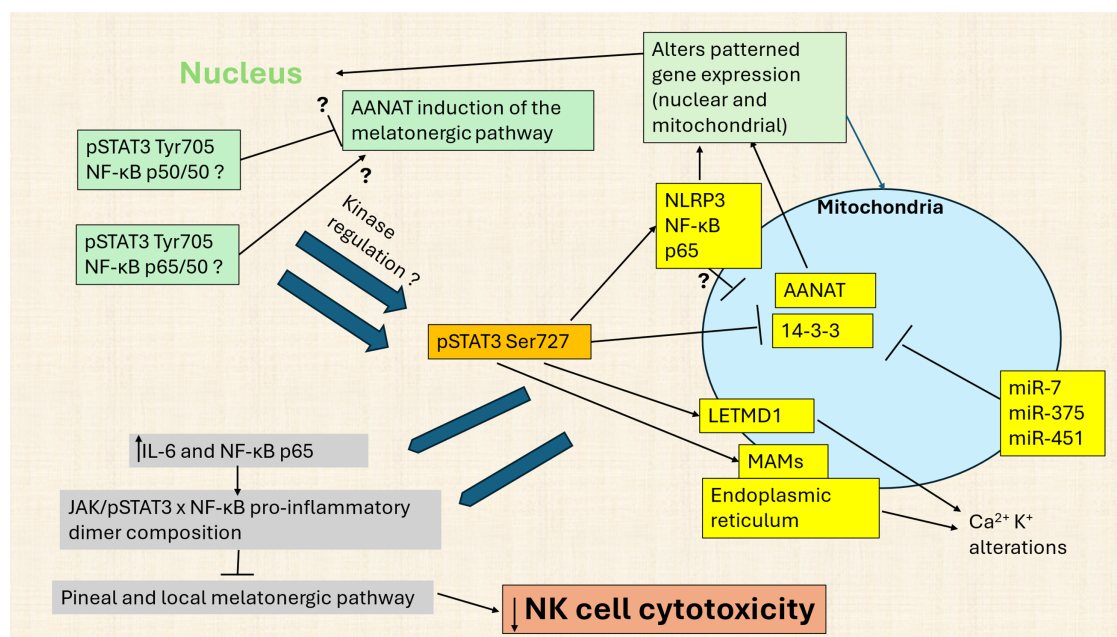 Nucleus
Alters patterned
gene expression
(nuclear and
mitochondrial)
?
AANAT induction of the
melatonergic pathway
pSTAT3 Tyr705
NF-κB p50/50 ?
?
pSTAT3 Tyr705
NF-κB p65/50 ?
Kinase
regulation ?
NLRP3
NF-κB
p65
Mitochondria
?
AANAT
14-3-3
pSTAT3 Ser727
miR-7
miR-375
miR-451
LETMD1
MAMs
Endoplasmic
reticulum
Ca²⁺ K⁺
alterations
IL-6 and NF-κB p65
JAK/pSTAT3 x NF-κB pro-inflammatory
dimer composition
Pineal and local melatonergic pathway
NK cell cytotoxicity